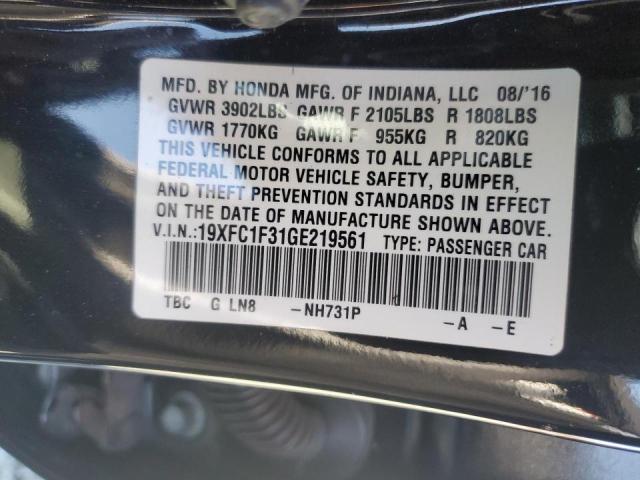 MFD. BY HONDA MFG. OF INDIANA, LLC 08/'16
GVWR 3902LBS GAWR F 2105LBS R 1808LBS
GVWR 1770KG GAWR F 955KG R 820KG
THIS VEHICLE CONFORMS TO ALL APPLICABLE
FEDERAL MOTOR VEHICLE SAFETY, BUMPER,
AND THEFT PREVENTION STANDARDS IN EFFECT
ON THE DATE OF MANUFACTURE SHOWN ABOVE.
V.I.N.:19XFC1F31GE219561 TYPE: PASSENGER CAR
TBC G LN8 -NH731P -A -E